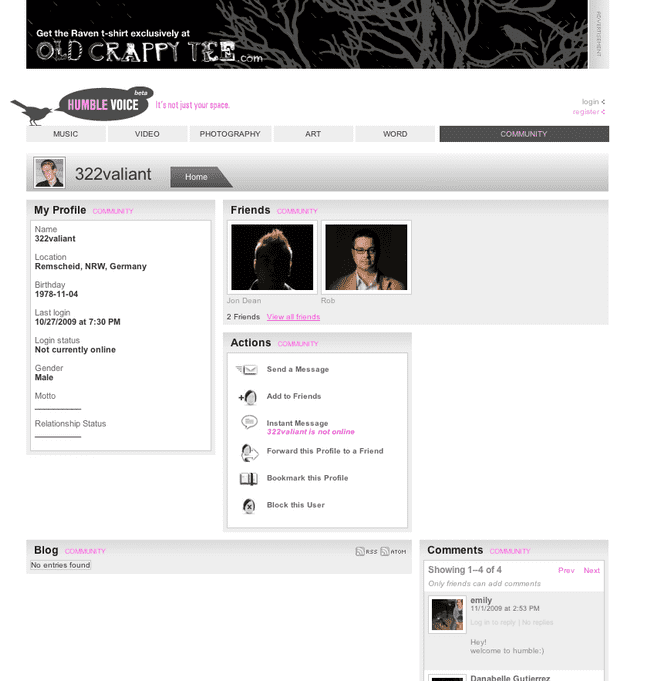 Get the Raven t-shirt exclusively at
OLD CRAPPY TEE.com
ADVERTISEMENT
HUMBLE VOICE beta
It's not just your space.
login <
register <
MUSIC VIDEO PHOTOGRAPHY ART WORD COMMUNITY
322valiant
Home
My Profile COMMUNITY
Name
322valiant
Location
Remscheid, NRW, Germany
Birthday
1978-11-04
Last login
10/27/2009 at 7:30 PM
Login status
Not currently online
Gender
Male
Motto
Relationship Status
Friends COMMUNITY
Jon Dean Rob
2 Friends View all friends
Actions COMMUNITY
Send a Message
Add to Friends
Instant Message
322valiant is not online
Forward this Profile to a Friend
Bookmark this Profile
Block this User
Blog COMMUNITY
RSS ATOM
No entries found
Comments COMMUNITY
Showing 1–4 of 4 Prev Next
Only friends can add comments
emily
11/1/2009 at 2:53 PM
Log in to reply | No replies
Hey!
welcome to humble:)
Danabelle Gutierrez